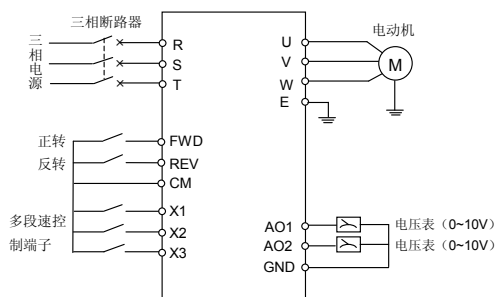 三相断路器
三相电源
R
S
T
正转
FWD
反转
REV
CM
多段速控
制端子
X1
X2
X3
电动机
U
V
W
E
M
AO1
电压表（0~10V）
AO2
电压表（0~10V）
GND